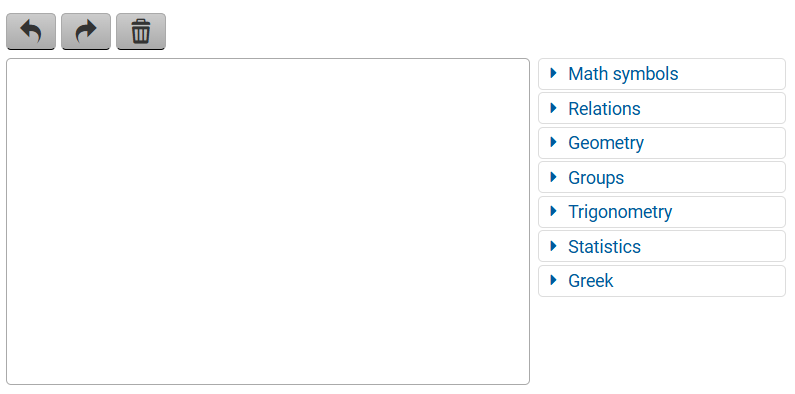 Math symbols
Relations
Geometry
Groups
Trigonometry
Statistics
Greek